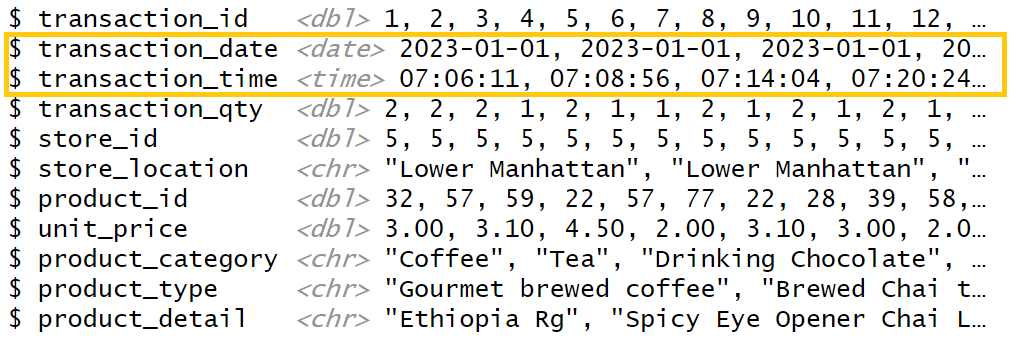 $ transaction_id <dbl> 1, 2, 3, 4, 5, 6, 7, 8, 9, 10, 11, 12, …
$ transaction_date <date> 2023-01-01, 2023-01-01, 2023-01-01, 20…
$ transaction_time <time> 07:06:11, 07:08:56, 07:14:04, 07:20:24…
$ transaction_qty <dbl> 2, 2, 2, 1, 2, 1, 1, 2, 1, 2, 1, 2, 1, …
$ store_id <dbl> 5, 5, 5, 5, 5, 5, 5, 5, 5, 5, 5, 5, 5, …
$ store_location <chr> "Lower Manhattan", "Lower Manhattan", "…
$ product_id <dbl> 32, 57, 59, 22, 57, 77, 22, 28, 39, 58,…
$ unit_price <dbl> 3.00, 3.10, 4.50, 2.00, 3.10, 3.00, 2.0…
$ product_category <chr> "Coffee", "Tea", "Drinking Chocolate", …
$ product_type <chr> "Gourmet brewed coffee", "Brewed Chai t…
$ product_detail <chr> "Ethiopia Rg", "Spicy Eye Opener Chai L…